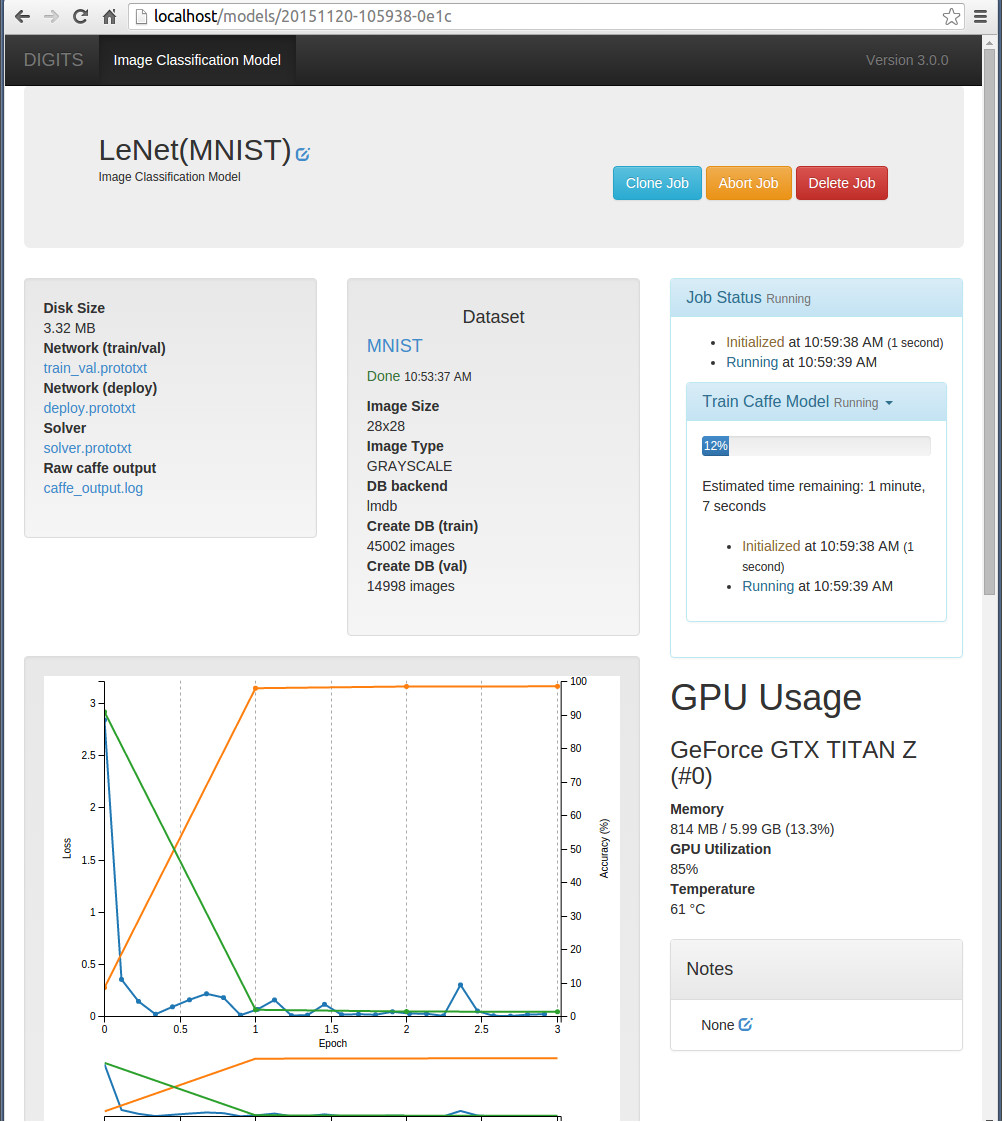 localhost/models/20151120-105938-0e1c
DIGITS
Image Classification Model
Version 3.0.0
LeNet(MNIST)
Image Classification Model
Clone Job
Abort Job
Delete Job
Disk Size
3.32 MB
Network (train/val)
train_val.prototxt
Network (deploy)
deploy.prototxt
Solver
solver.prototxt
Raw caffe output
caffe_output.log
Dataset
MNIST
Done 10:53:37 AM
Image Size
28x28
Image Type
GRAYSCALE
DB backend
lmdb
Create DB (train)
45002 images
Create DB (val)
14998 images
Job Status Running
Initialized at 10:59:38 AM (1 second)
Running at 10:59:39 AM
Train Caffe Model Running
12%
Estimated time remaining: 1 minute,
7 seconds
Initialized at 10:59:38 AM (1
second)
Running at 10:59:39 AM
3
2.5
2
1.5
1
0.5
0
Loss
100
90
80
70
60
50
40
30
20
10
0
Accuracy (%)
0 0.5 1 1.5 2 2.5 3
Epoch
GPU Usage
GeForce GTX TITAN Z
(#0)
Memory
814 MB / 5.99 GB (13.3%)
GPU Utilization
85%
Temperature
61 °C
Notes
None